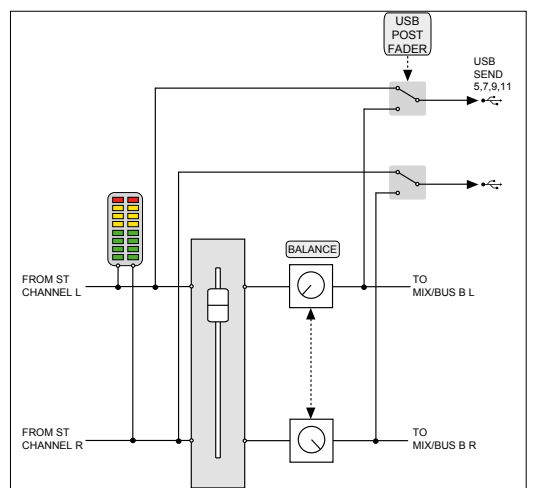 USB
POST
FADER
USB
SEND
5,7,9,11
BALANCE
FROM ST
CHANNEL L
TO
MIX/BUS B L
FROM ST
CHANNEL R
TO
MIX/BUS B R